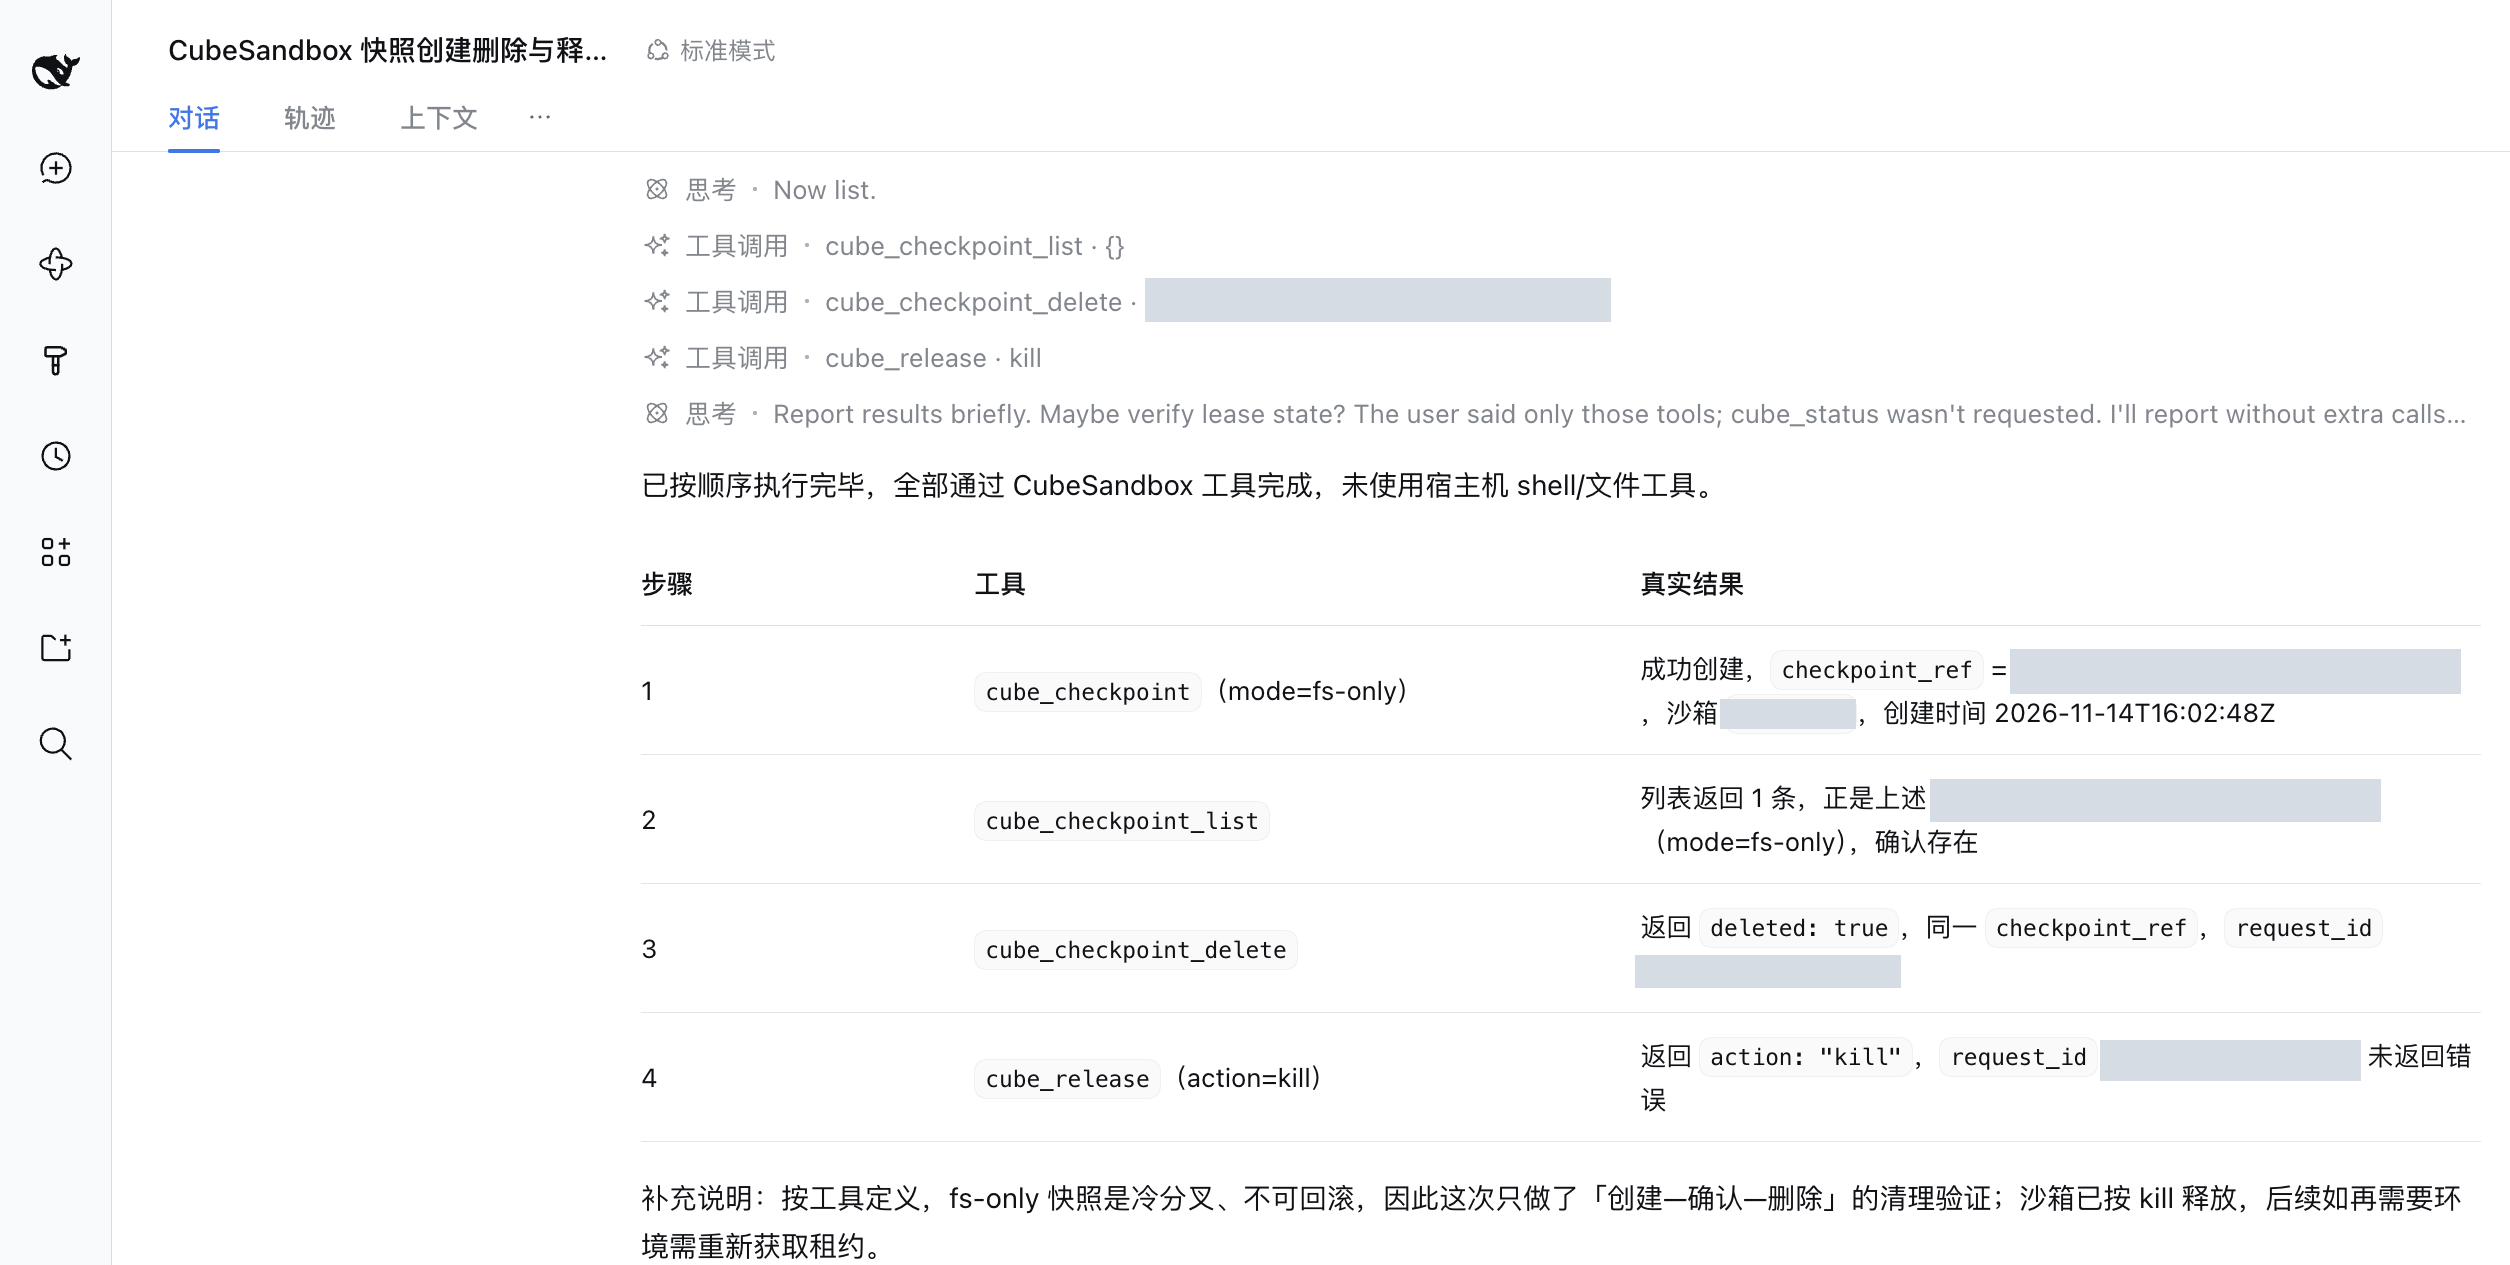 CubeSandbox 快照创建删除与释... 标准模式
对话 轨迹 上下文 ...
思考 · Now list.
工具调用 · cube_checkpoint_list · {}
工具调用 · cube_checkpoint_delete ·
工具调用 · cube_release · kill
思考 · Report results briefly. Maybe verify lease state? The user said only those tools; cube_status wasn't requested. I'll report without extra calls...
已按顺序执行完毕，全部通过 CubeSandbox 工具完成，未使用宿主机 shell/文件工具。
步骤 工具 真实结果
1 cube_checkpoint （mode=fs-only） 成功创建， checkpoint_ref =
，沙箱 ，创建时间 2026-11-14T16:02:48Z
2 cube_checkpoint_list 列表返回 1 条，正是上述
（mode=fs-only），确认存在
3 cube_checkpoint_delete 返回 deleted: true ，同一 checkpoint_ref ， request_id
4 cube_release （action=kill） 返回 action: "kill" ， request_id 未返回错
误
补充说明：按工具定义，fs-only 快照是冷分叉、不可回滚，因此这次只做了「创建—确认—删除」的清理验证；沙箱已按 kill 释放，后续如再需要环
境需重新获取租约。